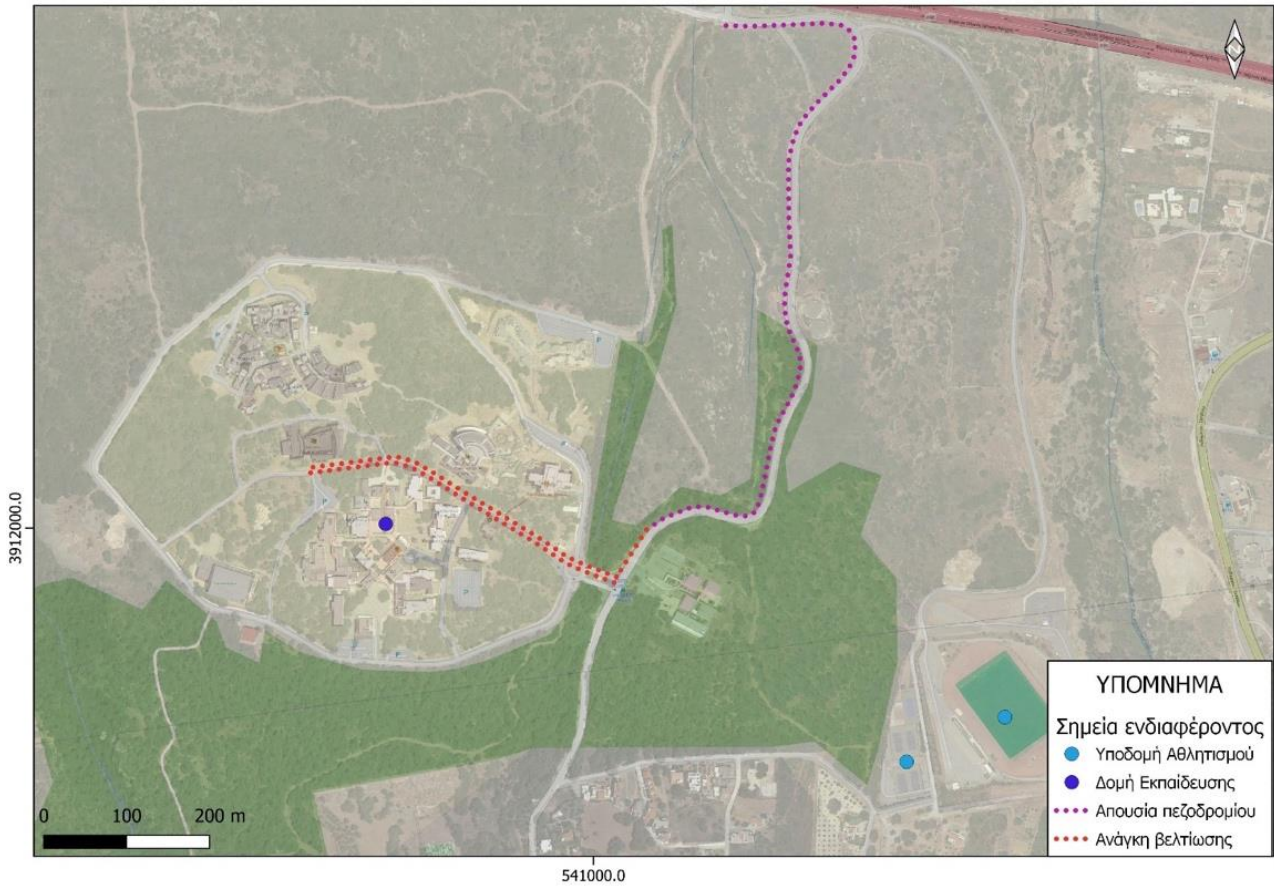 N
P
P
P
P
P
3912000.0
0 100 200 m
541000.0
ΥΠΟΜΝΗΜΑ
Σημεία ενδιαφέροντος
Υποδομή Αθλητισμού
Δομή Εκπαίδευσης
Απουσία πεζοδρομίου
Ανάγκη βελτίωσης